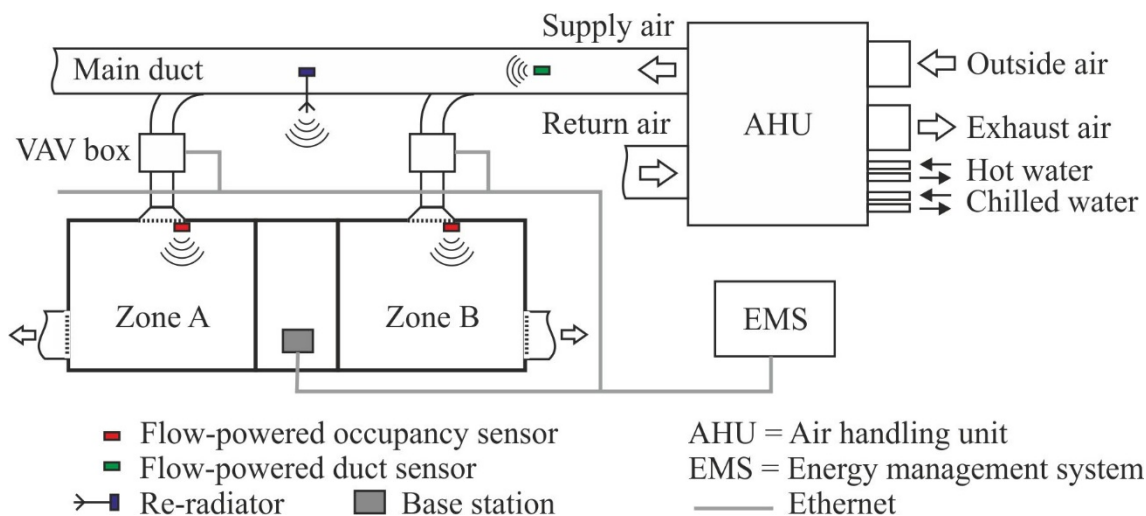 Supply air
Main duct
Outside air
Return air
AHU
Exhaust air
VAV box
Hot water
Chilled water
Zone A
Zone B
EMS
Flow-powered occupancy sensor
AHU = Air handling unit
Flow-powered duct sensor
EMS = Energy management system
Re-radiator
Base station
Ethernet